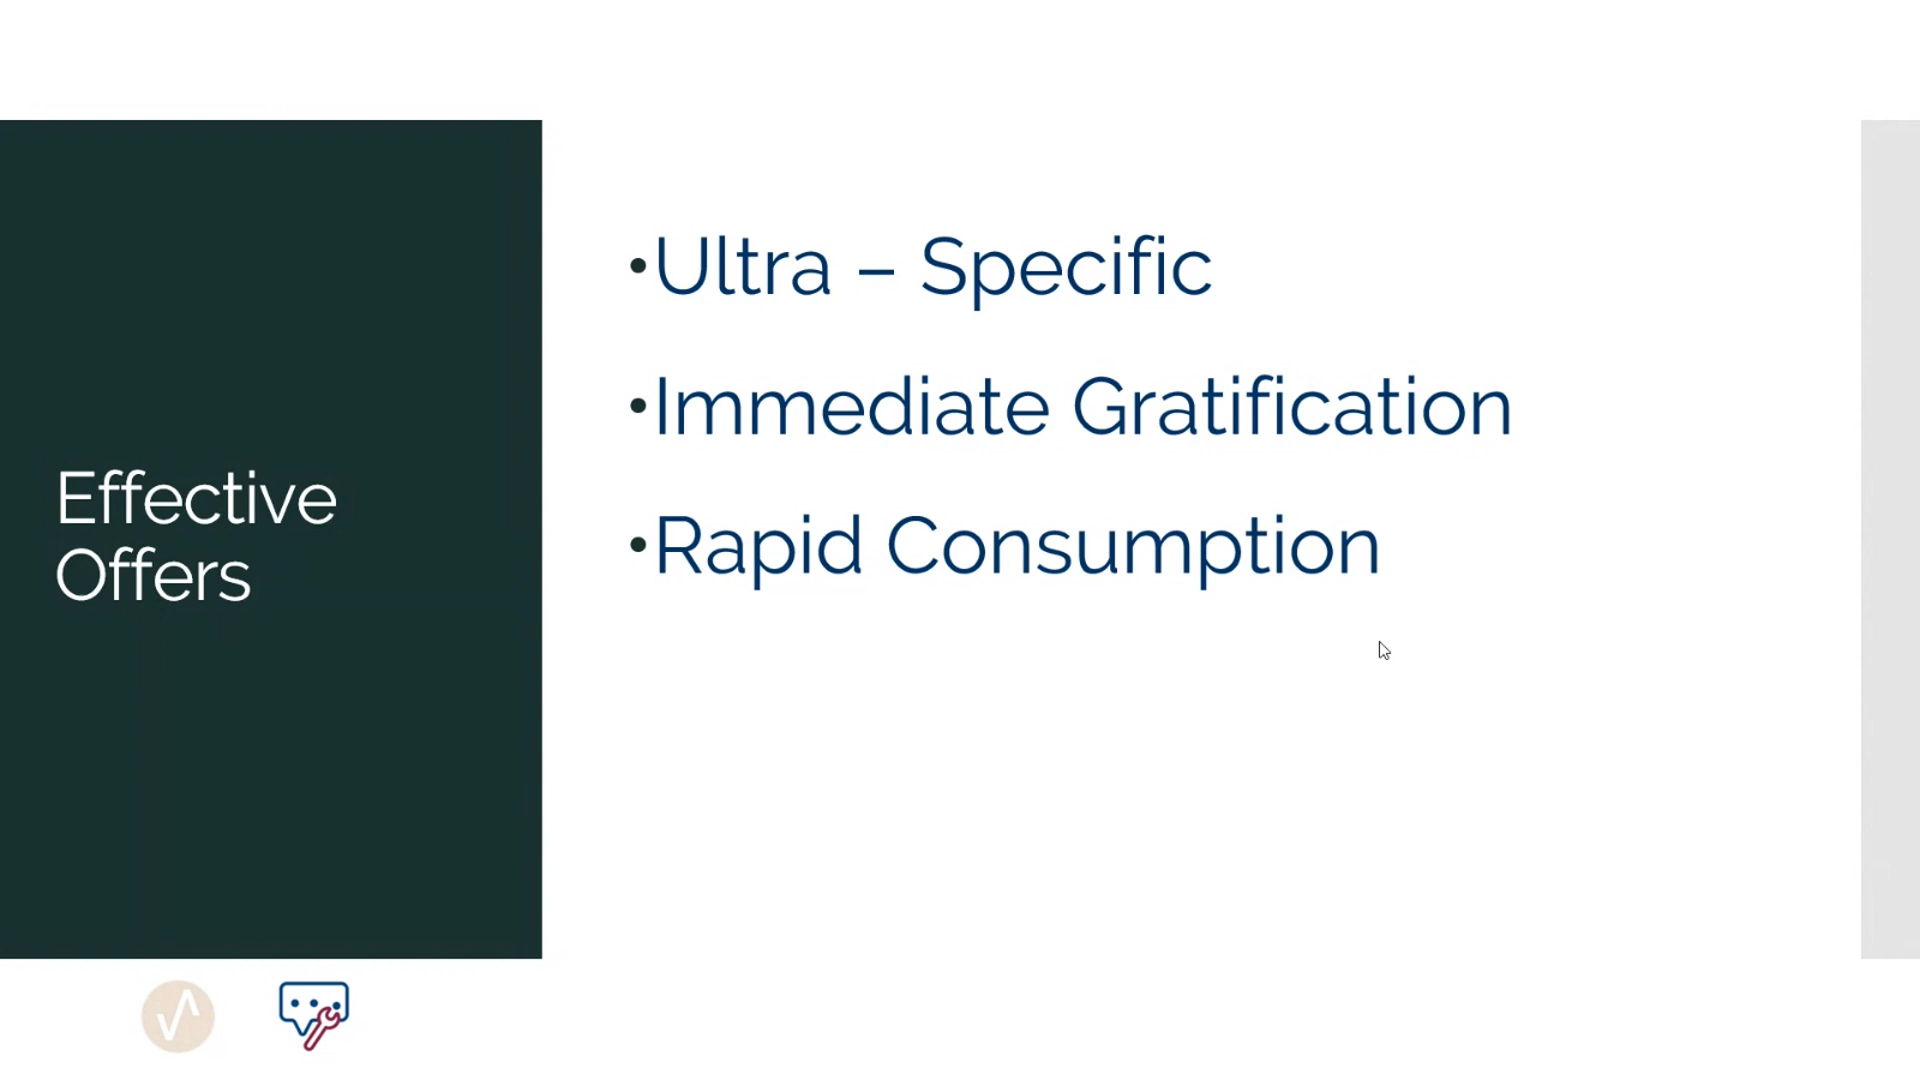 Effective
Offers
•Ultra – Specific
•Immediate Gratification
•Rapid Consumption